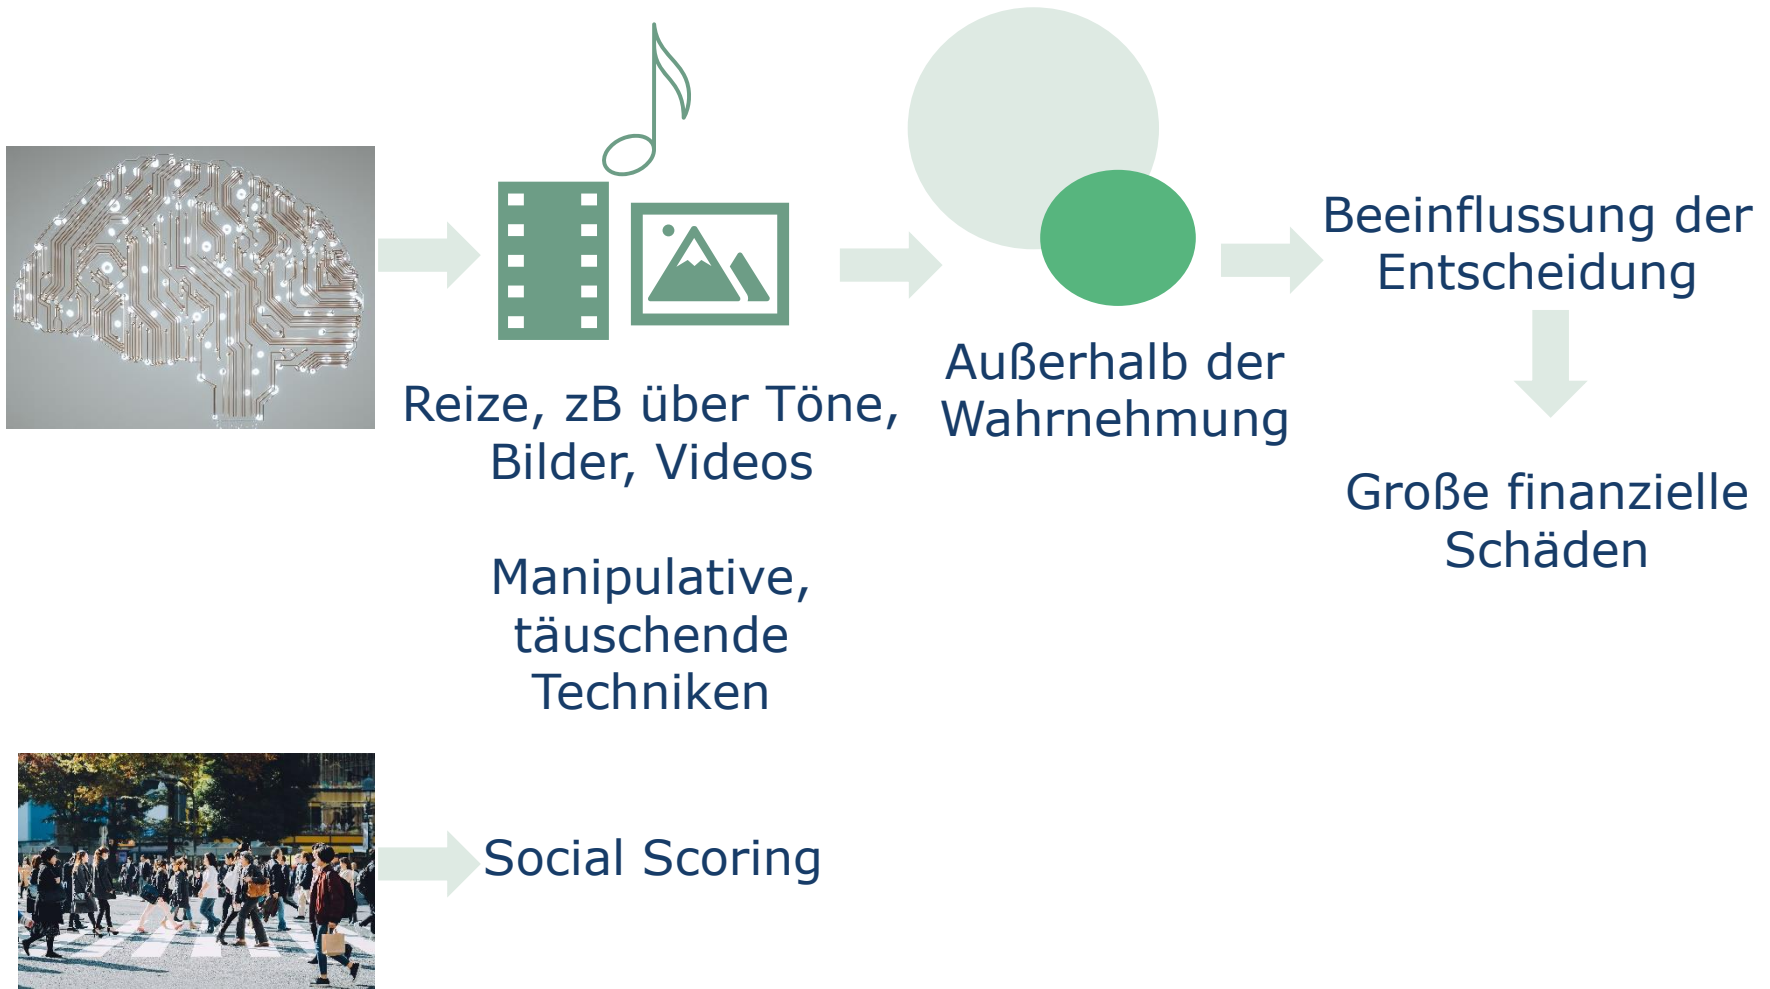 Reize, zB über Töne,
Bilder, Videos
Manipulative,
täuschende
Techniken
Außerhalb der
Wahrnehmung
Beeinflussung der
Entscheidung
Große finanzielle
Schäden
Social Scoring